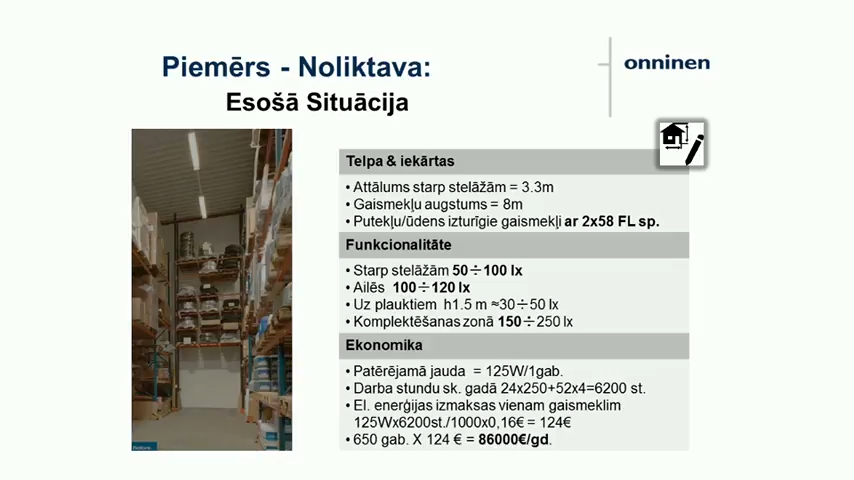 Piemērs - Noliktava:
Esošā Situācija
onninen
Telpa & iekārtas
• Attālums starp stelāžām = 3.3m
• Gaismekļu augstums = 8m
• Putekļu/ūdens izturīgie gaismekļi ar 2x58 FL sp.
Funkcionalitāte
• Starp stelāžām 50÷100 lx
• Ailēs 100÷120 lx
• Uz plauktiem h1.5 m ≈30÷50 lx
• Komplektēšanas zonā 150÷250 lx
Ekonomika
• Patērējamā jauda = 125W/1gab.
• Darba stundu sk. gadā 24x250+52x4=6200 st.
• El. enerģijas izmaksas vienam gaismeklim
125Wx6200st./1000x0,16€ = 124€
• 650 gab. X 124 € = 86000€/gd.